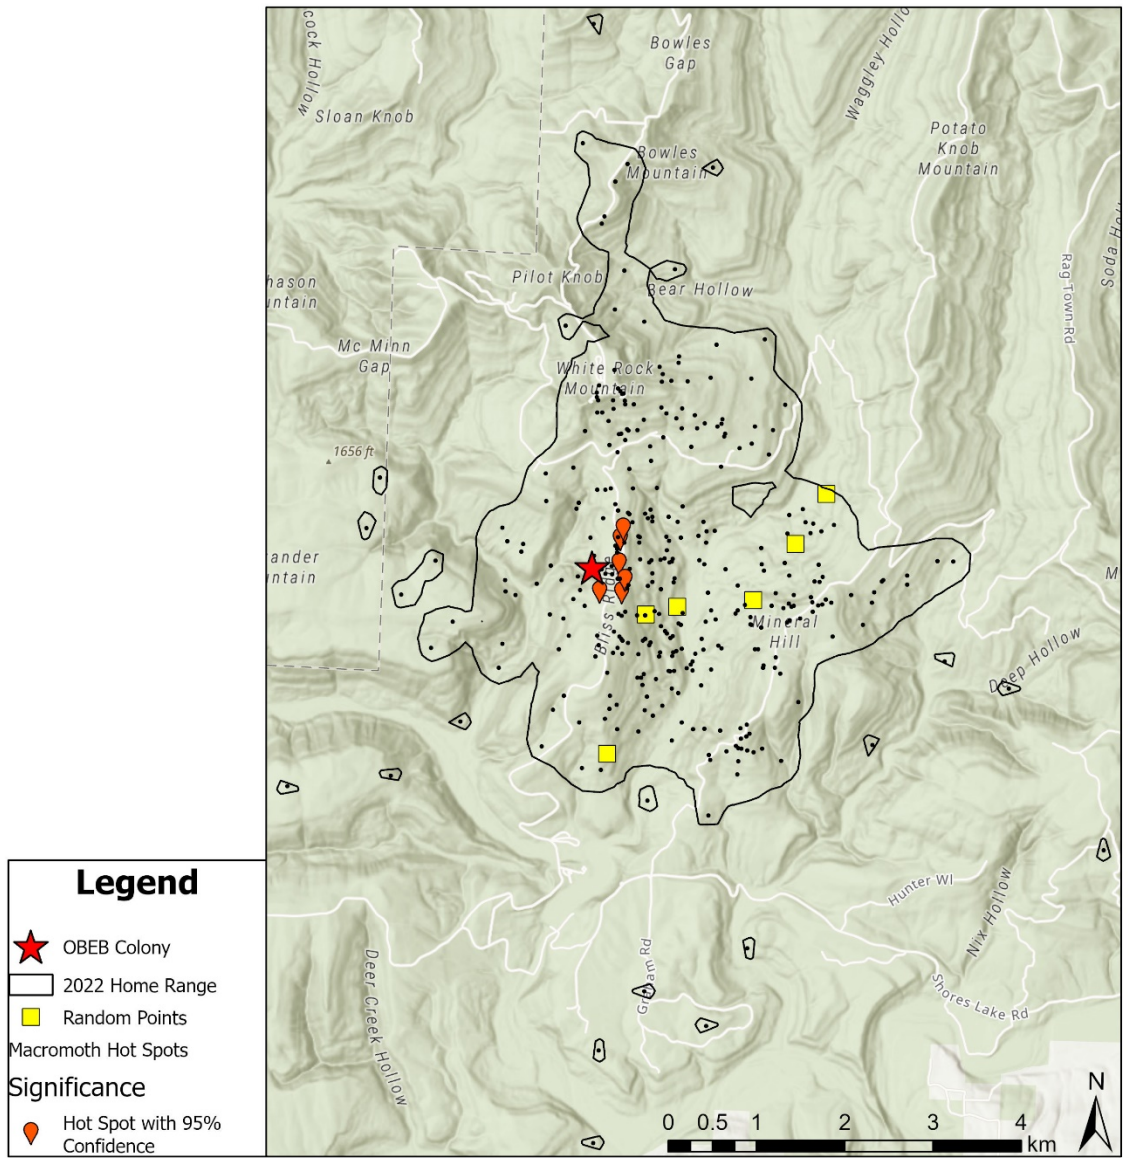 Bowles
Gap
Sloan Knob
Potato
Knob
Mountain
Bowles
Mountain
Pilot Knob
Bear Hollow
Rag Town Rd
Mc Minn
Gap
White Rock
Mountain
1656 ft
Bliss Ridge
Mineral
Hill
Deep Hollow
Hunter Wl
Nix Hollow
Deer Creek Hollow
Graham Rd
Shores Lake Rd
Legend
OBEB Colony
2022 Home Range
Random Points
Macromoth Hot Spots
Significance
Hot Spot with 95%
Confidence
0 0.5 1 2 3 4
km
N
Waggley Hollo
cock Hollow
hason
untain
ander
untain
Soda Hol
M